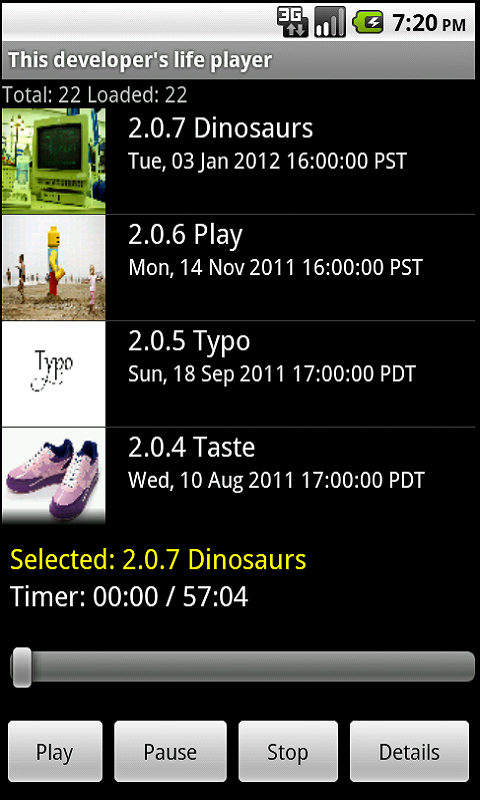 3G 7:20 PM
This developer's life player
Total: 22 Loaded: 22
2.0.7 Dinosaurs
Tue, 03 Jan 2012 16:00:00 PST
2.0.6 Play
Mon, 14 Nov 2011 16:00:00 PST
Typo
2.0.5 Typo
Sun, 18 Sep 2011 17:00:00 PDT
2.0.4 Taste
Wed, 10 Aug 2011 17:00:00 PDT
Selected: 2.0.7 Dinosaurs
Timer: 00:00 / 57:04
Play Pause Stop Details